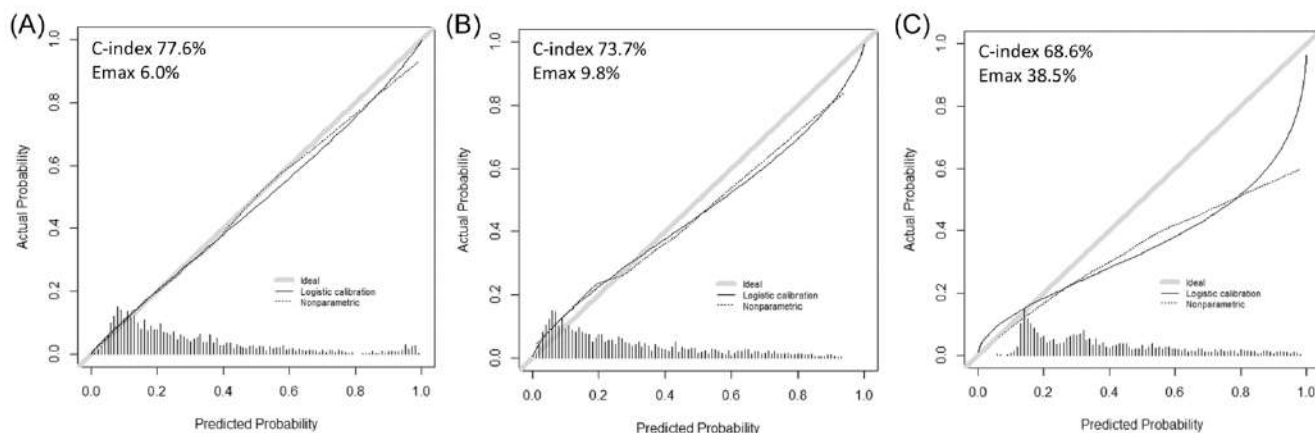 (A)
C-index 77.6%
Emax 6.0%
Actual Probability
1.0
0.8
0.6
0.4
0.2
0.0
Ideal
Logistic calibration
Nonparametric
0.0 0.2 0.4 0.6 0.8 1.0
Predicted Probability
(B)
C-index 73.7%
Emax 9.8%
Actual Probability
1.0
0.8
0.6
0.4
0.2
0.0
Ideal
Logistic calibration
Nonparametric
0.0 0.2 0.4 0.6 0.8 1.0
Predicted Probability
(C)
C-index 68.6%
Emax 38.5%
Actual Probability
1.0
0.8
0.6
0.4
0.2
0.0
Ideal
Logistic calibration
Nonparametric
0.0 0.2 0.4 0.6 0.8 1.0
Predicted Probability